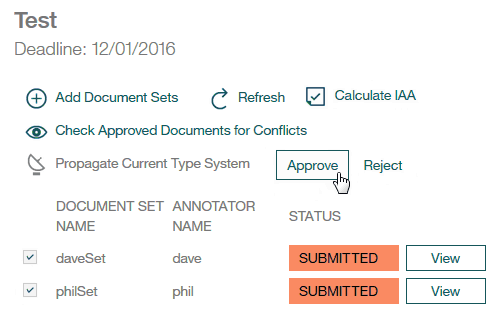 Test
Deadline: 12/01/2016
Add Document Sets Refresh Calculate IAA
Check Approved Documents for Conflicts
Propagate Current Type System Approve Reject
DOCUMENT SET NAME ANNOTATOR NAME STATUS
daveSet dave SUBMITTED View
philSet phil SUBMITTED View